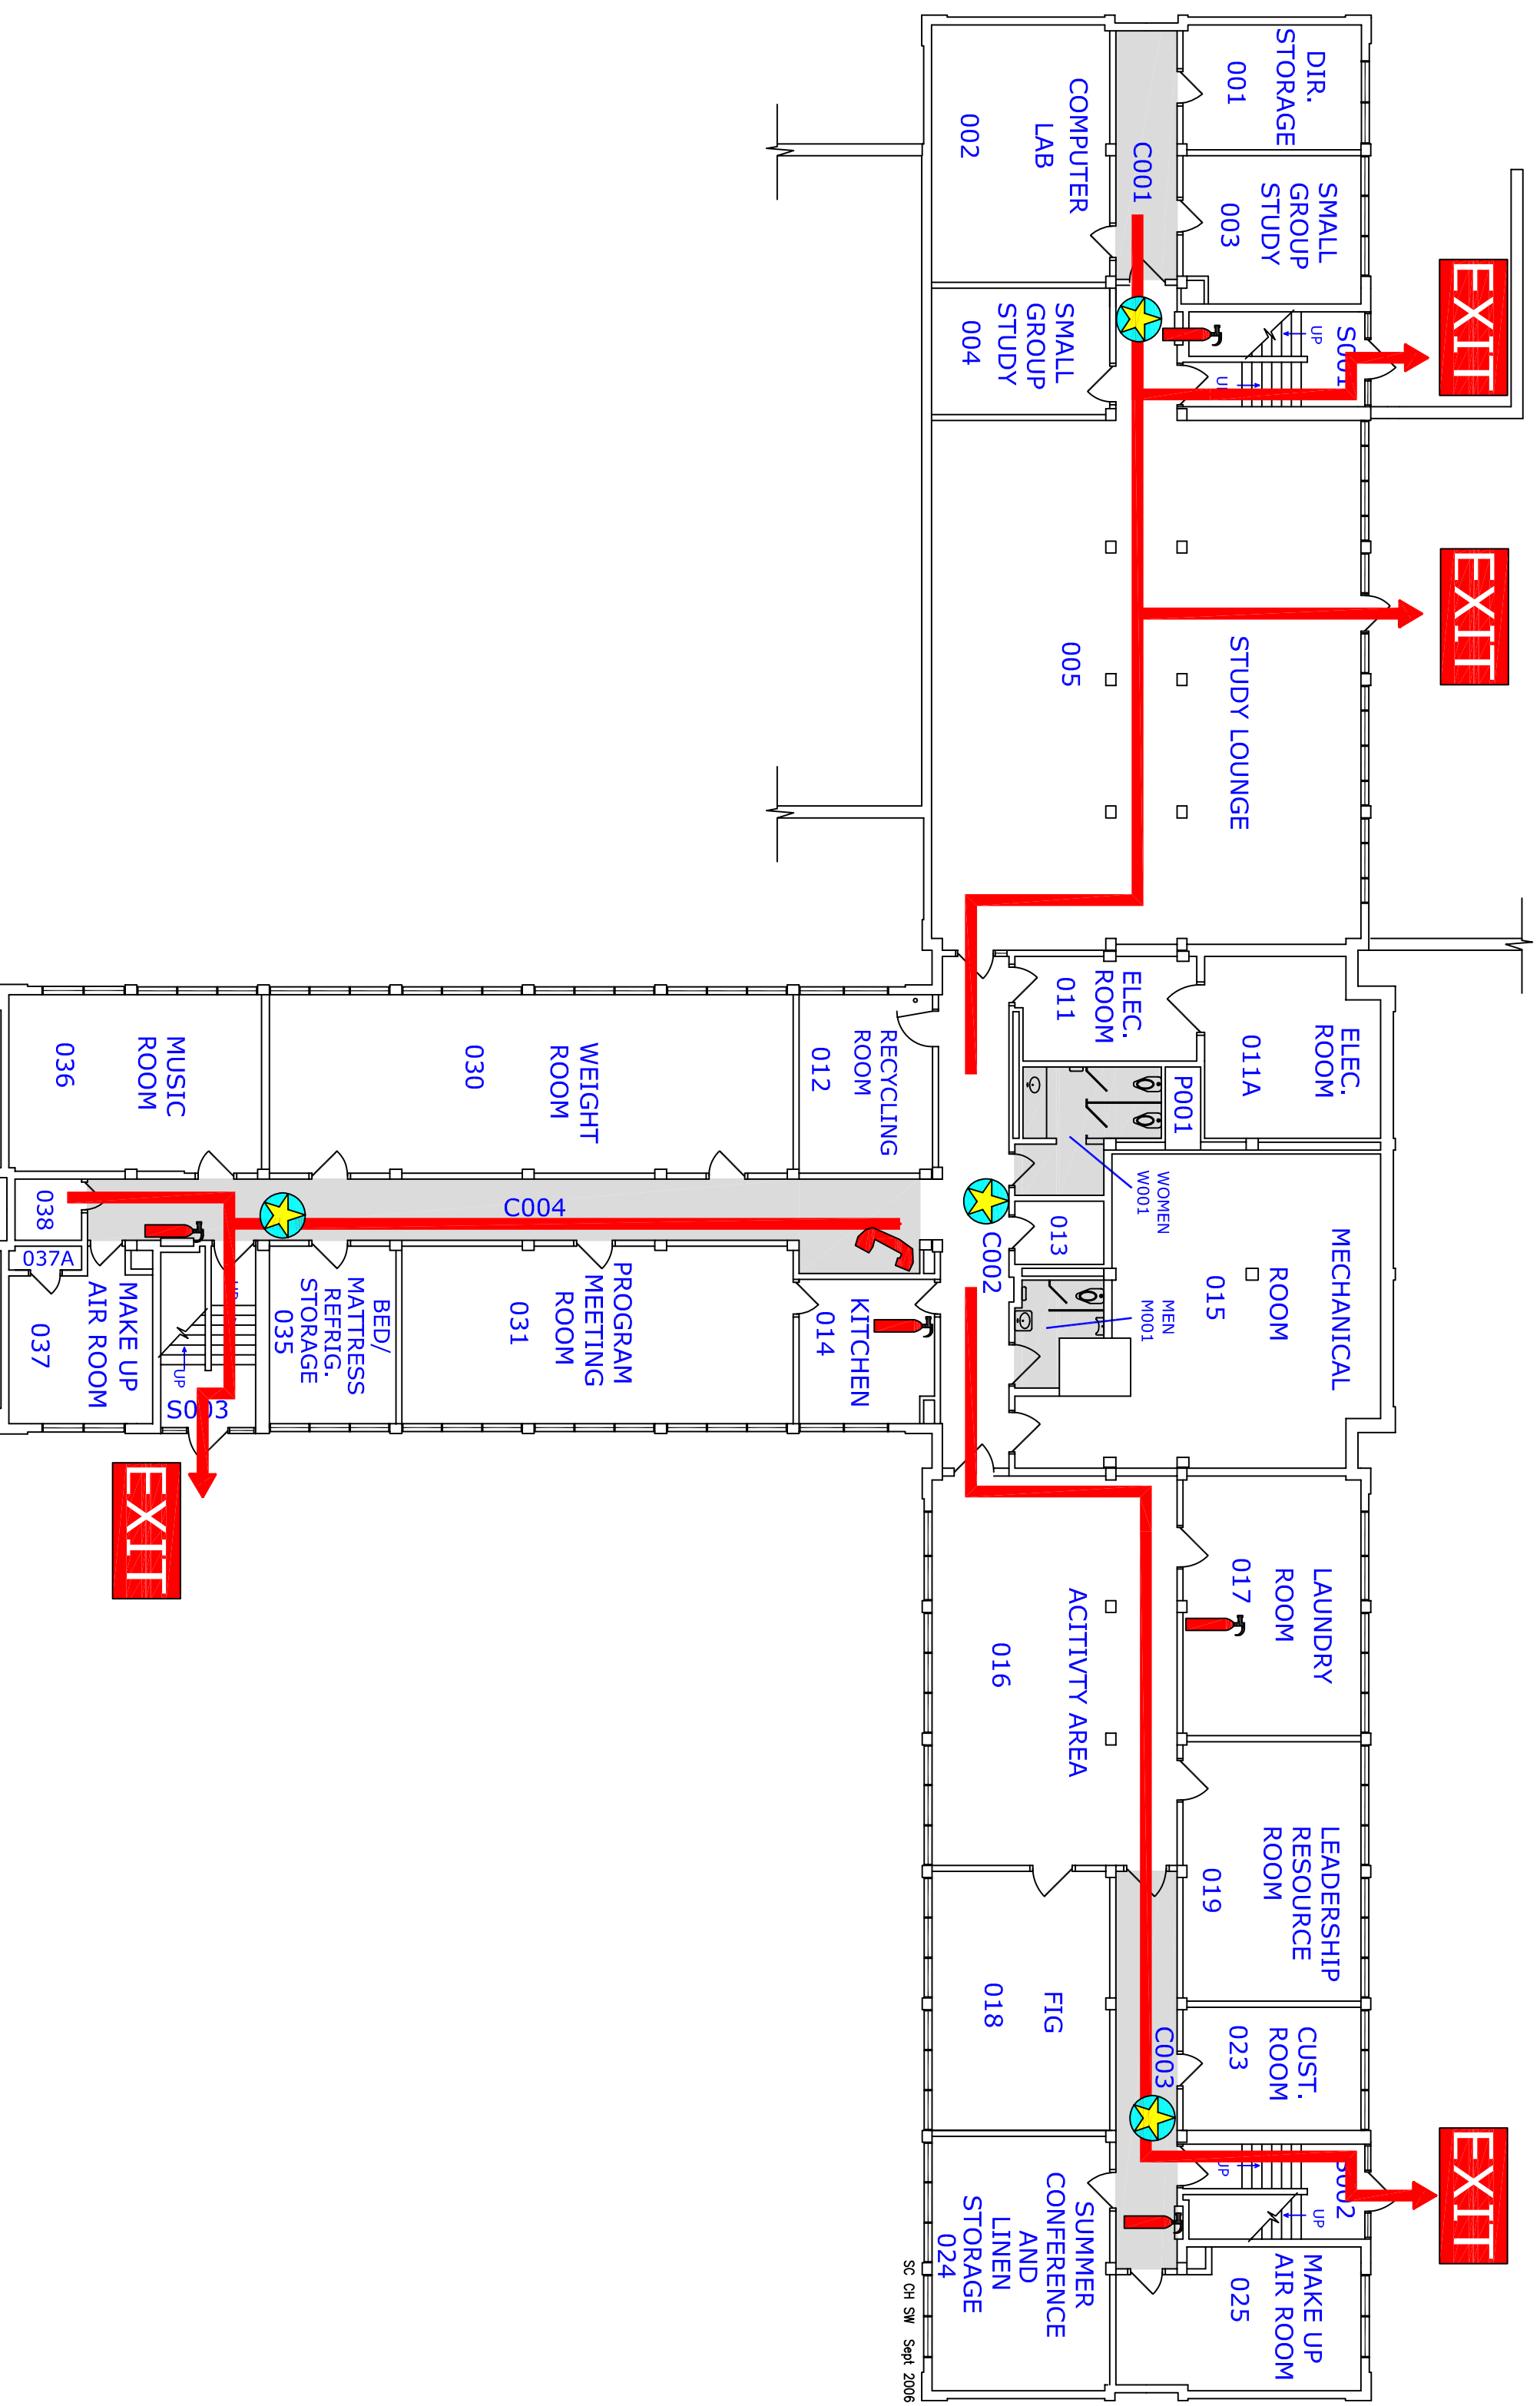 EXIT
EXIT
EXIT
EXIT
DIR.
STORAGE
001
SMALL
GROUP
STUDY
003
C001
COMPUTER
LAB
002
SMALL
GROUP
STUDY
004
S001
UP
UP
STUDY LOUNGE
005
ELEC.
ROOM
011
ELEC.
ROOM
011A
P001
WOMEN
W001
013
MEN
M001
MECHANICAL
ROOM
015
C002
RECYCLING
ROOM
012
KITCHEN
014
WEIGHT
ROOM
030
C004
PROGRAM
MEETING
ROOM
031
BED/
MATTRESS
REFRIG.
STORAGE
035
MUSIC
ROOM
036
038
037A
MAKE UP
AIR ROOM
037
UP
UP
S003
LAUNDRY
ROOM
017
ACITIVTY AREA
016
LEADERSHIP
RESOURCE
ROOM
019
FIG
018
CUST.
ROOM
023
C003
S002
UP
UP
SUMMER
CONFERENCE
AND
LINEN
STORAGE
024
MAKE UP
AIR ROOM
025
SC CH SW Sept 2006